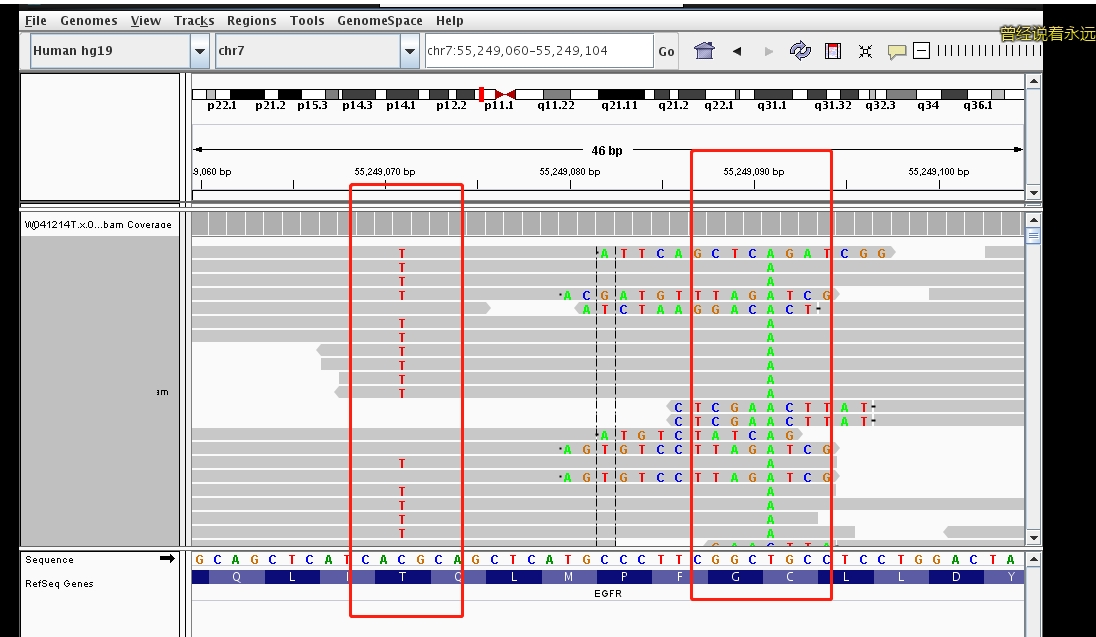 File Genomes View Tracks Regions Tools GenomeSpace Help
曾经说着永远
Human hg19 chr7 chr7:55,249,060-55,249,104 Go
p22.1 p21.2 p15.3 p14.3 p14.1 p12.2 p11.1 q11.22 q21.11 q21.2 q22.1 q31.1 q31.32 q32.3 q34 q36.1
46 bp
9,060 bp 55,249,070 bp 55,249,080 bp 55,249,090 bp 55,249,100 bp
W041214T.x.0...bam Coverage
T A T T C A G C T C A G A T C G G
T A
T A
T A C G A T G T T T A G A T C G
A T C T A A G G A C A C T
T A
T A
T A
T A
T A
T A
C T C G A A C T T A T
C T C G A A C T T A T
A T G T C T A T C A G
A G T G T C C T T A G A T C G
T A
A G T G T C C T T A G A T C G
T A
T A
T A
T A
Sequence G C A G C T C A T C A C G C A G C T C A T G C C C T T C G G C T G C C T C C T G G A C T A
RefSeq Genes Q L T Q L M P F G C L L D Y
EGFR